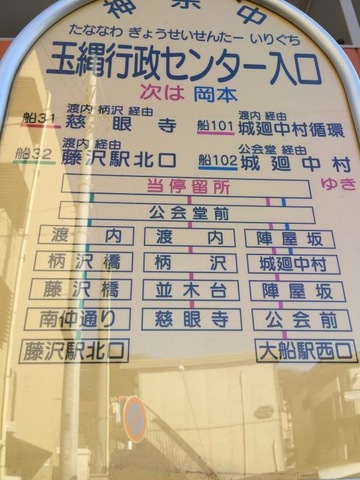 神奈中
たななわ ぎょうせいせんたー いりぐち
玉縄行政センター入口
次は 岡本
渡内 柄沢 経由
船31 慈眼寺
渡内 経由
船101 城廻中村循環
渡内 経由
船32 藤沢駅北口
公会堂 経由
船102 城廻中村
当停留所
ゆき
公会堂前
渡内 渡内 陣屋坂
柄沢橋 柄沢 城廻中村
藤沢橋 並木台 陣屋坂
南仲通り 慈眼寺 公会前
藤沢駅北口 大船駅西口